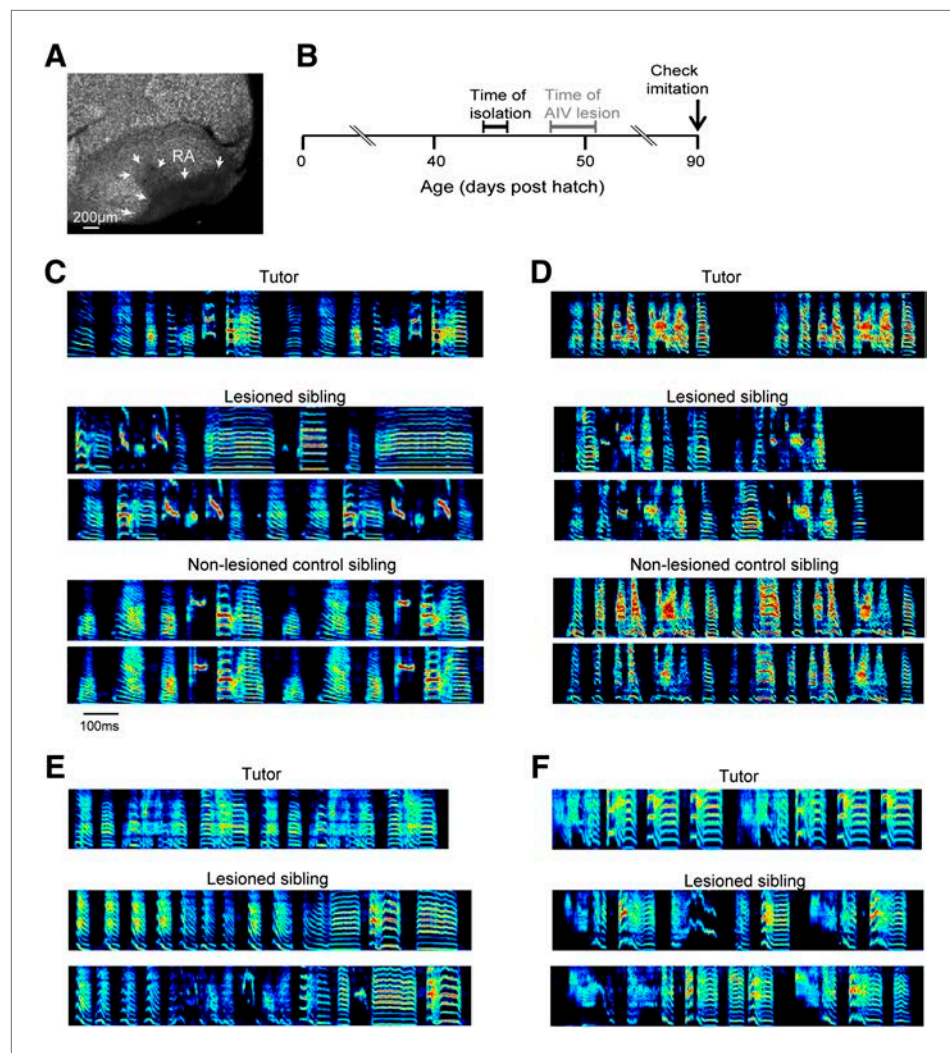 A
RA
200μm
B
Time of
isolation
Time of
AIV lesion
Check
imitation
0
40
50
90
Age (days post hatch)
C
Tutor
Lesioned sibling
Non-lesioned control sibling
100ms
D
Tutor
Lesioned sibling
Non-lesioned control sibling
E
Tutor
Lesioned sibling
F
Tutor
Lesioned sibling